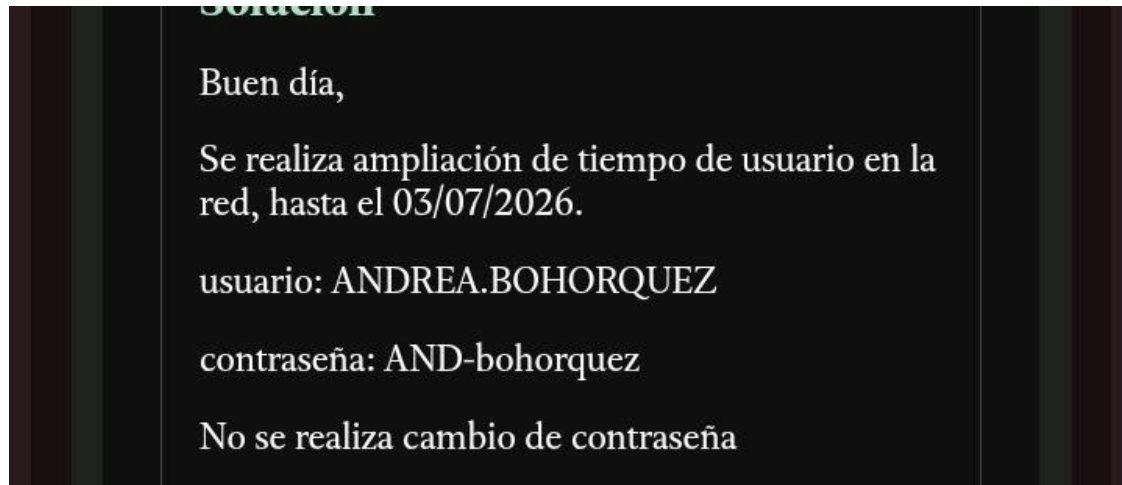 Solución
Buen día,
Se realiza ampliación de tiempo de usuario en la
red, hasta el 03/07/2026.
usuario: ANDREA.BOHORQUEZ
contraseña: AND-bohorquez
No se realiza cambio de contraseña